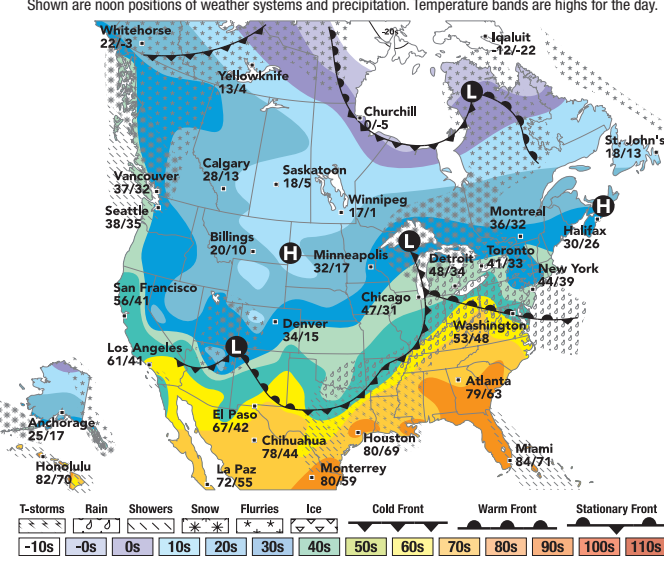 Shown are noon positions of weather systems and precipitation. Temperature bands are highs for the day.
Whitehorse
22/-3
-20s
Iqaluit
-12/-22
Yellowknife
13/4
L
Churchill
0/-5
St. John's
18/13
Calgary
28/13
Saskatoon
18/5
Vancouver
37/32
Winnipeg
17/1
Seattle
38/35
Montreal
36/32
H
Halifax
30/26
Billings
20/10
H
Minneapolis
32/17
L
Detroit
48/34
Toronto
41/33
New York
44/39
San Francisco
56/41
Chicago
47/31
Denver
34/15
Washington
53/48
Los Angeles
61/41
L
Atlanta
79/63
El Paso
67/42
Anchorage
25/17
Chihuahua
78/44
Houston
80/69
Miami
84/71
Honolulu
82/70
La Paz
72/55
Monterrey
80/59
T-storms Rain Showers Snow Flurries Ice Cold Front Warm Front Stationary Front
-10s -0s 0s 10s 20s 30s 40s 50s 60s 70s 80s 90s 100s 110s